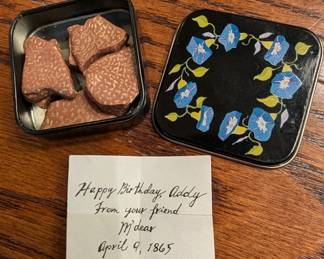 Happy Birthday, Addy
From your friend
M'dear
April 9, 1865